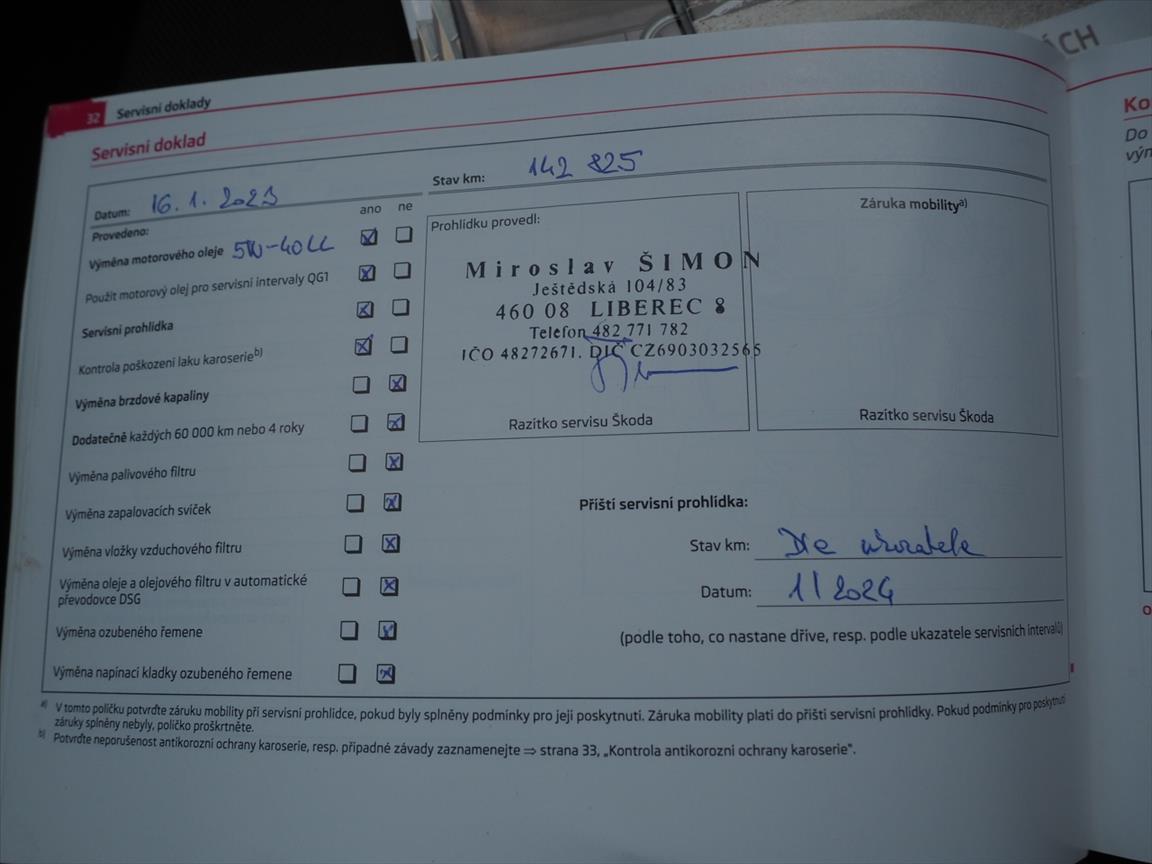 ÁCH
32 Servisní doklady
Servisní doklad
Datum: 16. 1. 2023
Stav km: 142 825
Provedeno:
ano ne
Výměna motorového oleje 5W-40 LL
Použit motorový olej pro servisní intervaly QG1
Servisní prohlídka
Kontrola poškození laku karoserie b)
Výměna brzdové kapaliny
Dodatečně každých 60 000 km nebo 4 roky
Výměna palivového filtru
Výměna zapalovacích svíček
Výměna vložky vzduchového filtru
Výměna oleje a olejového filtru v automatické
převodovce DSG
Výměna ozubeného řemene
Výměna napínací kladky ozubeného řemene
Prohlídku provedl:
Miroslav ŠIMON
Ještědská 104/83
460 08 LIBEREC 8
Telefon 482 771 782
IČO 48272671. DIČ CZ6903032565
Razítko servisu Škoda
Záruka mobility a)
Razítko servisu Škoda
Příští servisní prohlídka:
Stav km: Dle ukazatele
Datum: 1/2024
(podle toho, co nastane dříve, resp. podle ukazatele servisních intervalů)
a) V tomto políčku potvrďte záruku mobility při servisní prohlídce, pokud byly splněny podmínky pro její poskytnutí. Záruka mobility platí do příští servisní prohlídky. Pokud podmínky pro poskytnutí
záruky splněny nebyly, políčko proškrtněte.
b) Potvrďte neporušenost antikorozní ochrany karoserie, resp. případné závady zaznamenejte ⇒ strana 33, „Kontrola antikorozní ochrany karoserie".
Ko
Do
výn